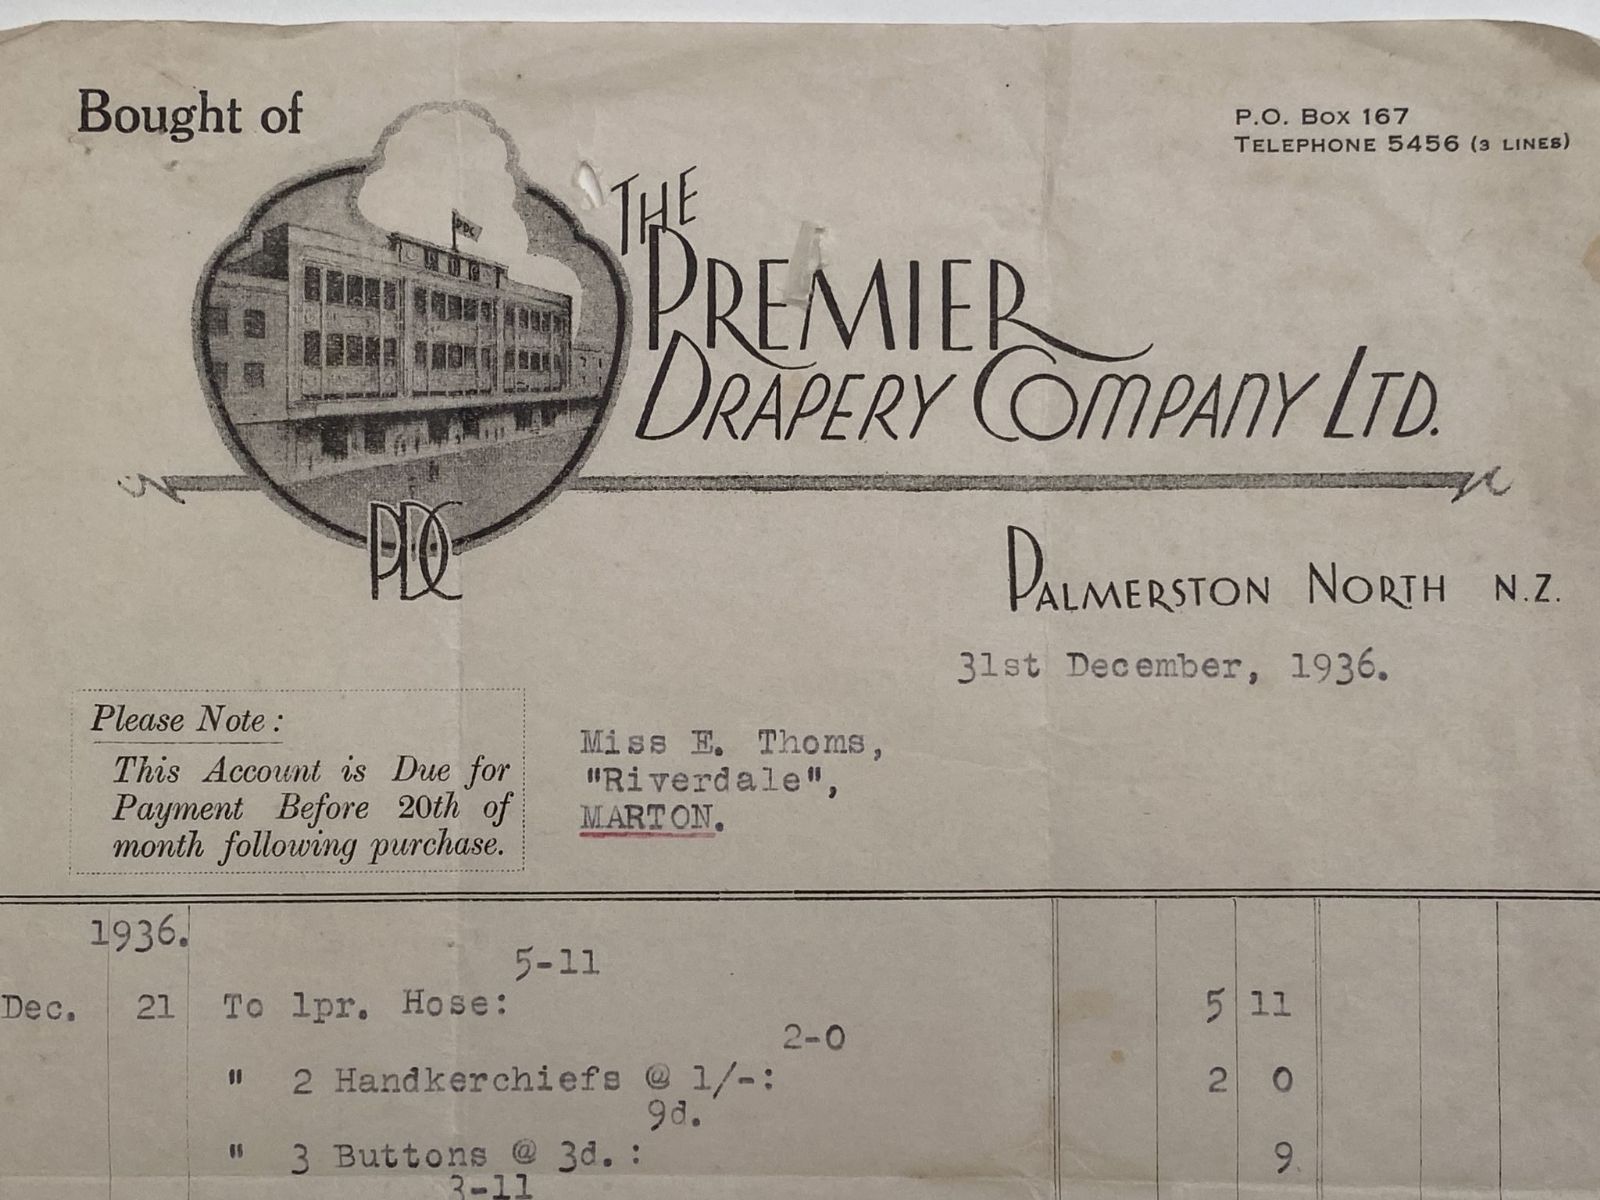 Bought of
P.O. Box 167
TELEPHONE 5456 (3 LINES)
THE
PREMIER
DRAPERY COMPANY LTD.
PDC
PDC
PALMERSTON NORTH N.Z.
31st December, 1936.
Please Note:
This Account is Due for
Payment Before 20th of
month following purchase.
Miss E. Thoms,
"Riverdale",
MARTON.
1936.
5-11
Dec. 21 To 1pr. Hose: 5 11
2-0
" 2 Handkerchiefs @ 1/-: 2 0
9d.
" 3 Buttons @ 3d.: 9
3-11